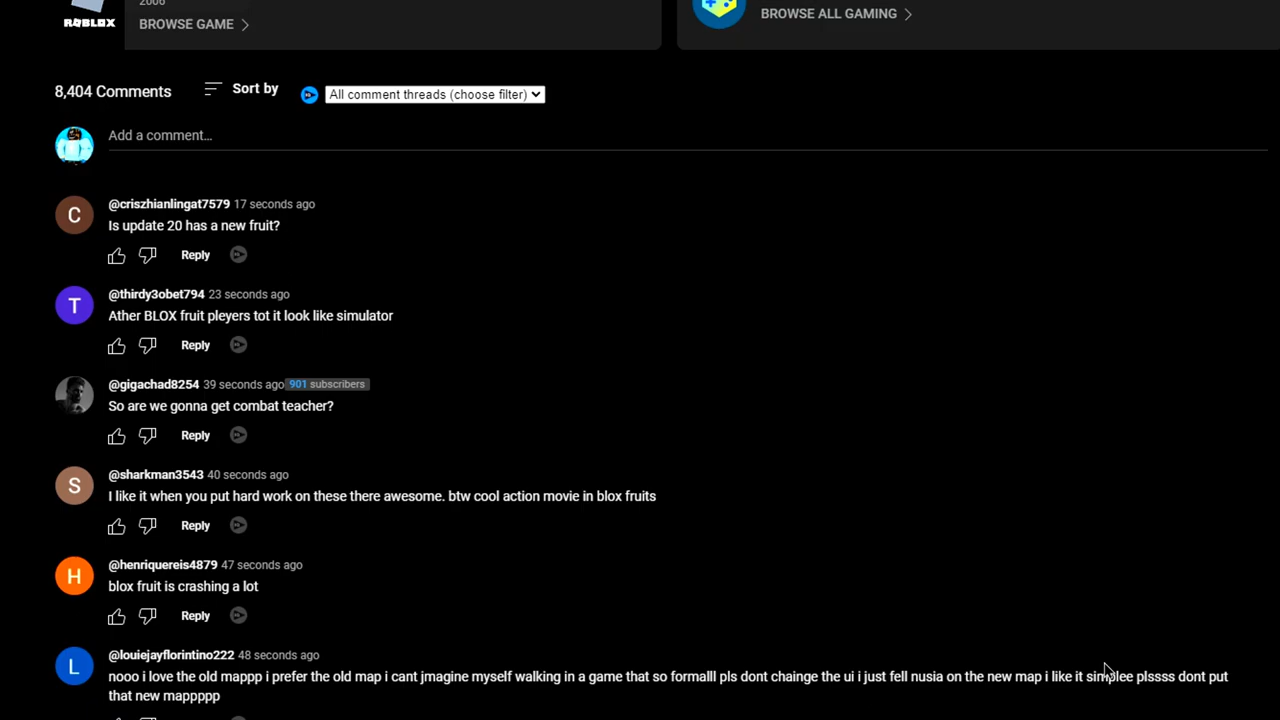 2006
ROBLOX
BROWSE GAME
BROWSE ALL GAMING
8,404 Comments
Sort by
All comment threads (choose filter)
Add a comment...
C
@criszhianlingat7579 17 seconds ago
Is update 20 has a new fruit?
Reply
T
@thirdy3obet794 23 seconds ago
Ather BLOX fruit pleyers tot it look like simulator
Reply
@gigachad8254 39 seconds ago 901 subscribers
So are we gonna get combat teacher?
Reply
S
@sharkman3543 40 seconds ago
I like it when you put hard work on these there awesome. btw cool action movie in blox fruits
Reply
H
@henriquereis4879 47 seconds ago
blox fruit is crashing a lot
Reply
L
@louiejayflorintino222 48 seconds ago
nooo i love the old mappp i prefer the old map i cant jmagine myself walking in a game that so formalll pls dont chainge the ui i just fell nusia on the new map i like it simplee plssss dont put
that new mappppp